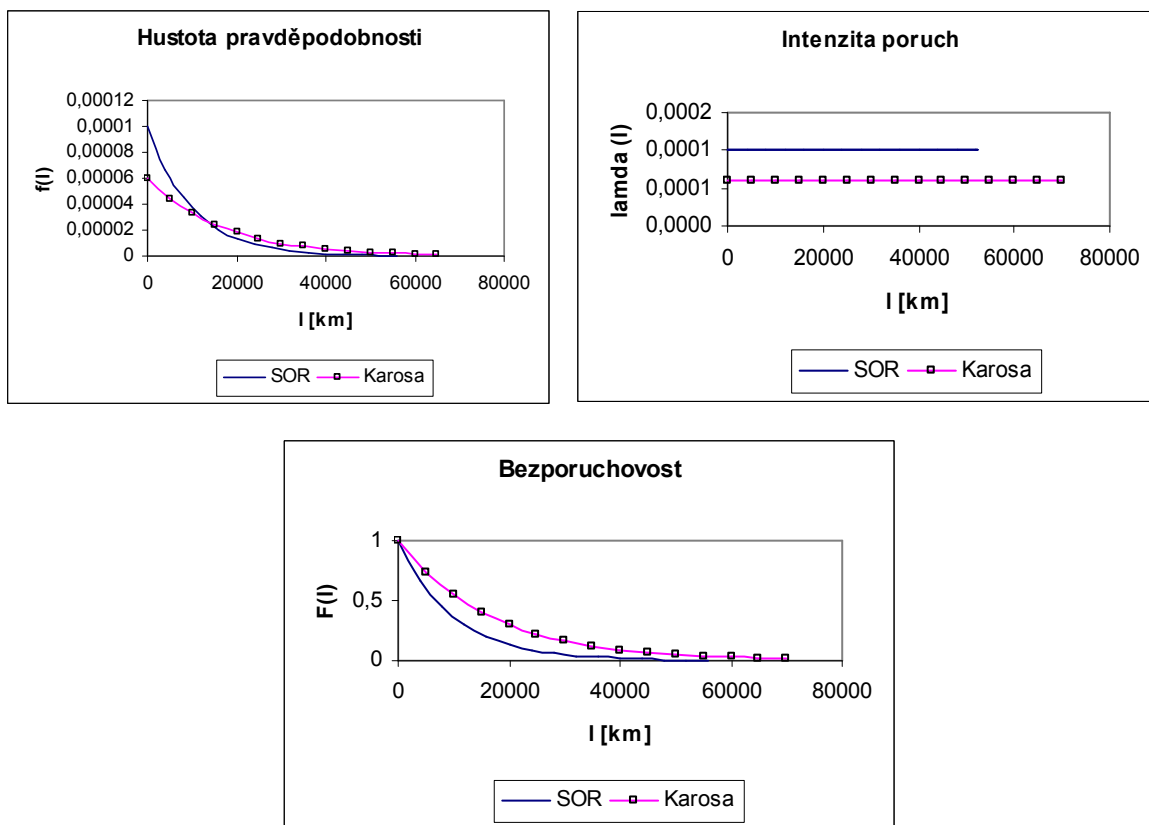 Hustota pravděpodobnosti
0,00012
0,0001
0,00008
0,00006
0,00004
0,00002
0
f(l)
0 20000 40000 60000 80000
l [km]
SOR Karosa
Intenzita poruch
0,0002
0,0001
0,0001
0,0000
lamda (l)
0 20000 40000 60000 80000
l [km]
SOR Karosa
Bezporuchovost
1
0,5
0
F(l)
0 20000 40000 60000 80000
l [km]
SOR Karosa